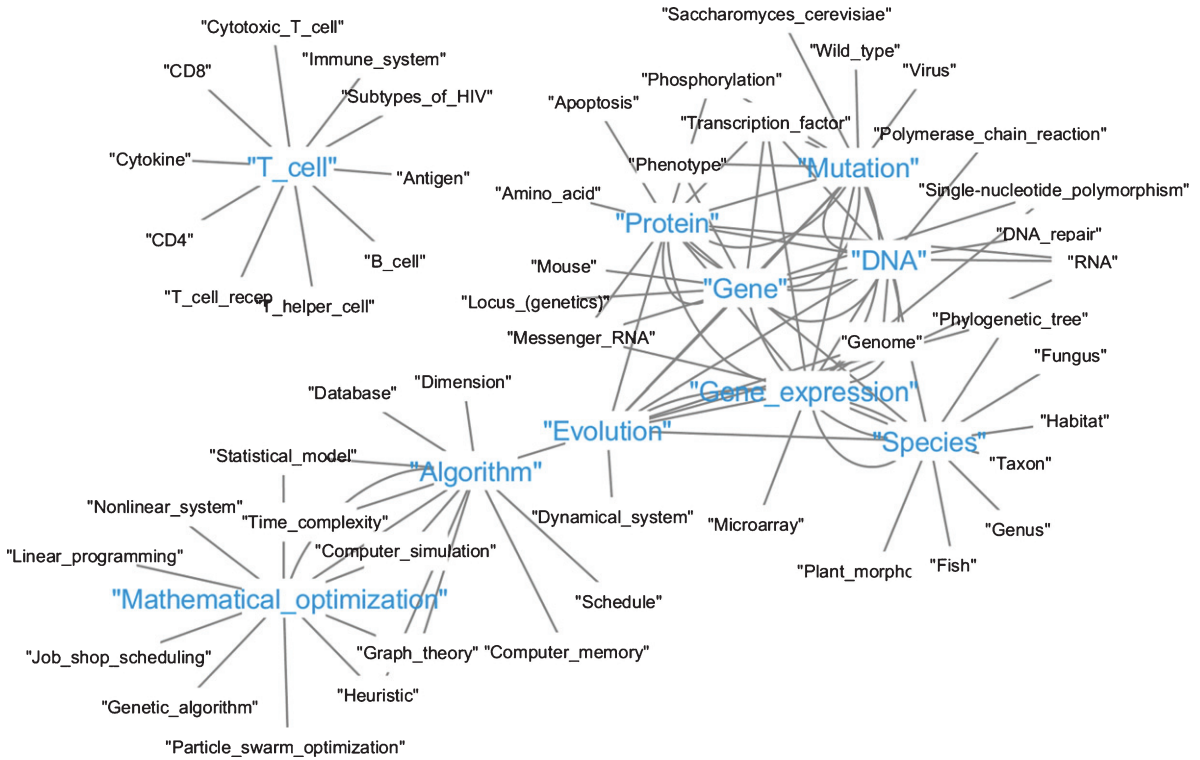 "Saccharomyces_cerevisiae"
"Cytotoxic_T_cell"
"Wild_type"
"Immune_system"
"CD8"
"Virus"
"Phosphorylation"
"Subtypes_of_HIV"
"Apoptosis"
"Transcription_factor"
"Polymerase_chain_reaction"
"Cytokine"
"T_cell"
"Phenotype"
"Mutation"
"Antigen"
"Amino_acid"
"Single-nucleotide_polymorphism"
"Protein"
"CD4"
"DNA_repair"
"B_cell"
"DNA"
"RNA"
"Mouse"
"Gene"
"T_cell_recep
"T_helper_cell"
"Locus_(genetics)"
"Phylogenetic_tree"
"Messenger_RNA"
"Genome"
"Fungus"
"Dimension"
"Database"
"Gene_expression"
"Habitat"
"Evolution"
"Species"
"Statistical_model"
"Algorithm"
"Taxon"
"Nonlinear_system"
"Time_complexity"
"Dynamical_system"
"Microarray"
"Genus"
"Linear_programming"
"Computer_simulation"
"Plant_morpho
"Fish"
"Mathematical_optimization"
"Schedule"
"Job_shop_scheduling"
"Graph_theory"
"Computer_memory"
"Heuristic"
"Genetic_algorithm"
"Particle_swarm_optimization"